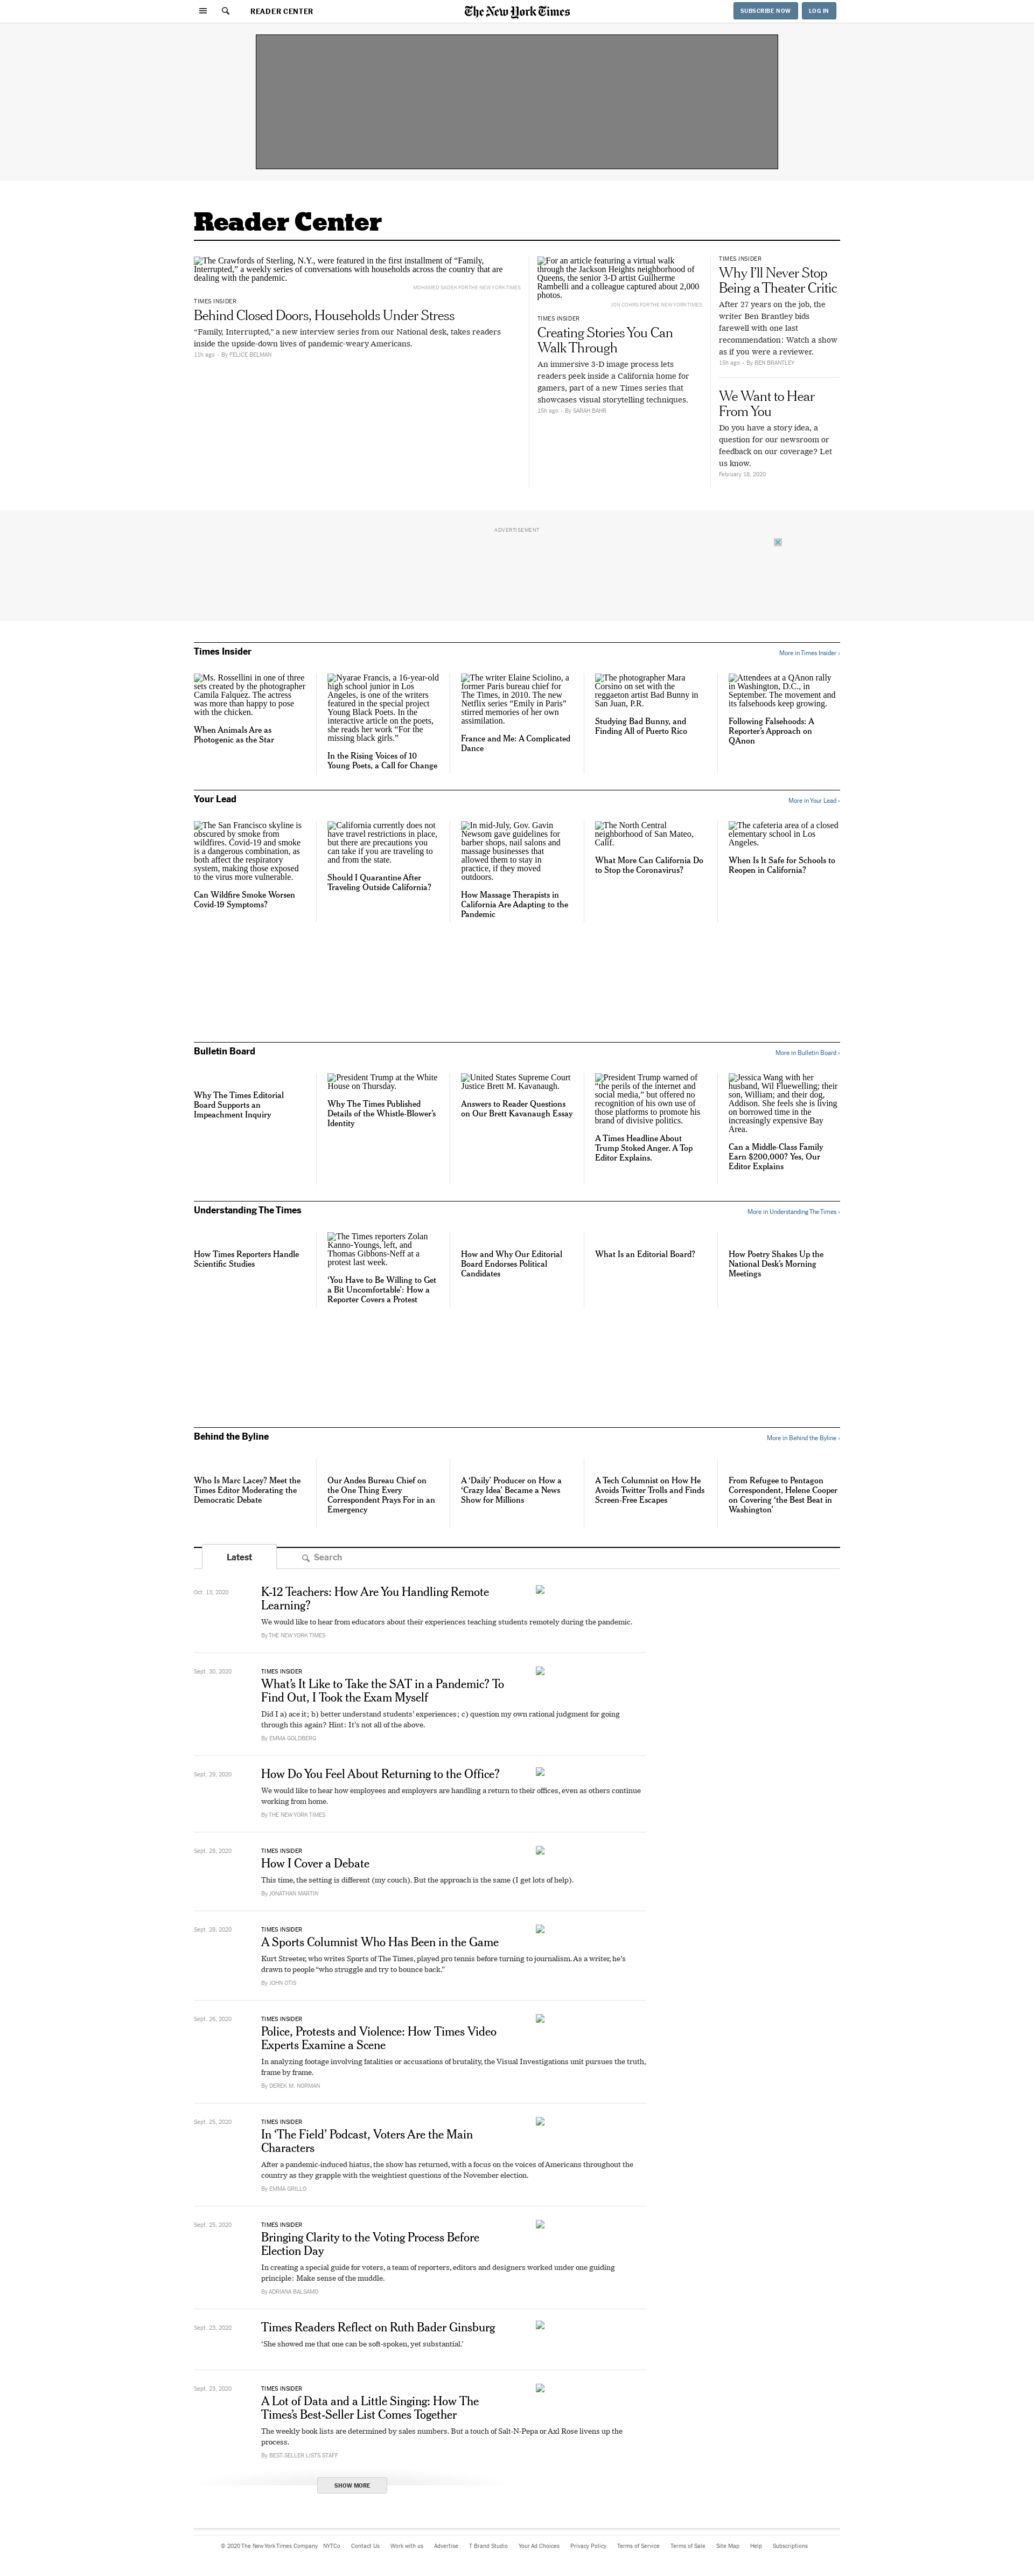 READER CENTER
The New York Times
SUBSCRIBE NOW
LOG IN
Reader Center
The Crawfords of Sterling, N.Y., were featured in the first installment of “Family,
Interrupted,” a weekly series of conversations with households across the country that are
dealing with the pandemic.
MOHAMED SADEK FOR THE NEW YORK TIMES
TIMES INSIDER
Behind Closed Doors, Households Under Stress
“Family, Interrupted,” a new interview series from our National desk, takes readers
inside the upside-down lives of pandemic-weary Americans.
11h ago - By FELICE BELMAN
For an article featuring a virtual walk
through the Jackson Heights neighborhood of
Queens, the senior 3-D artist Guilherme
Rambelli and a colleague captured about 2,000
photos.
JON COHRS FOR THE NEW YORK TIMES
TIMES INSIDER
Creating Stories You Can
Walk Through
An immersive 3-D image process lets
readers peek inside a California home for
gamers, part of a new Times series that
showcases visual storytelling techniques.
15h ago - By SARAH BAHR
TIMES INSIDER
Why I’ll Never Stop
Being a Theater Critic
After 27 years on the job, the
writer Ben Brantley bids
farewell with one last
recommendation: Watch a show
as if you were a reviewer.
15h ago - By BEN BRANTLEY
We Want to Hear
From You
Do you have a story idea, a
question for our newsroom or
feedback on our coverage? Let
us know.
February 18, 2020
ADVERTISEMENT
Times Insider
More in Times Insider ›
Ms. Rossellini in one of three
sets created by the photographer
Camila Falquez. The actress
was more than happy to pose
with the chicken.
When Animals Are as
Photogenic as the Star
Nyarae Francis, a 16-year-old
high school junior in Los
Angeles, is one of the writers
featured in the special project
Young Black Poets. In the
interactive article on the poets,
she reads her work “For the
missing black girls.”
In the Rising Voices of 10
Young Poets, a Call for Change
The writer Elaine Sciolino, a
former Paris bureau chief for
The Times, in 2010. The new
Netflix series “Emily in Paris”
stirred memories of her own
assimilation.
France and Me: A Complicated
Dance
The photographer Mara
Corsino on set with the
reggaeton artist Bad Bunny in
San Juan, P.R.
Studying Bad Bunny, and
Finding All of Puerto Rico
Attendees at a QAnon rally
in Washington, D.C., in
September. The movement and
its falsehoods keep growing.
Following Falsehoods: A
Reporter’s Approach on
QAnon
Your Lead
More in Your Lead ›
The San Francisco skyline is
obscured by smoke from
wildfires. Covid-19 and smoke
is a dangerous combination, as
both affect the respiratory
system, making those exposed
to the virus more vulnerable.
Can Wildfire Smoke Worsen
Covid-19 Symptoms?
California currently does not
have travel restrictions in place,
but there are precautions you
can take if you are traveling to
and from the state.
Should I Quarantine After
Traveling Outside California?
In mid-July, Gov. Gavin
Newsom gave guidelines for
barber shops, nail salons and
massage businesses that
allowed them to stay in
practice, if they moved
outdoors.
How Massage Therapists in
California Are Adapting to the
Pandemic
The North Central
neighborhood of San Mateo,
Calif.
What More Can California Do
to Stop the Coronavirus?
The cafeteria area of a closed
elementary school in Los
Angeles.
When Is It Safe for Schools to
Reopen in California?
Bulletin Board
More in Bulletin Board ›
Why The Times Editorial
Board Supports an
Impeachment Inquiry
President Trump at the White
House on Thursday.
Why The Times Published
Details of the Whistle-Blower’s
Identity
United States Supreme Court
Justice Brett M. Kavanaugh.
Answers to Reader Questions
on Our Brett Kavanaugh Essay
President Trump warned of
“the perils of the internet and
social media,” but offered no
recognition of his own use of
those platforms to promote his
brand of divisive politics.
A Times Headline About
Trump Stoked Anger. A Top
Editor Explains.
Jessica Wang with her
husband, Wil Fluewelling; their
son, William; and their dog,
Addison. She feels she is living
on borrowed time in the
increasingly expensive Bay
Area.
Can a Middle-Class Family
Earn $200,000? Yes, Our
Editor Explains
Understanding The Times
More in Understanding The Times ›
How Times Reporters Handle
Scientific Studies
The Times reporters Zolan
Kanno-Youngs, left, and
Thomas Gibbons-Neff at a
protest last week.
‘You Have to Be Willing to Get
a Bit Uncomfortable’: How a
Reporter Covers a Protest
How and Why Our Editorial
Board Endorses Political
Candidates
What Is an Editorial Board?
How Poetry Shakes Up the
National Desk’s Morning
Meetings
Behind the Byline
More in Behind the Byline ›
Who Is Marc Lacey? Meet the
Times Editor Moderating the
Democratic Debate
Our Andes Bureau Chief on
the One Thing Every
Correspondent Prays For in an
Emergency
A ‘Daily’ Producer on How a
‘Crazy Idea’ Became a News
Show for Millions
A Tech Columnist on How He
Avoids Twitter Trolls and Finds
Screen-Free Escapes
From Refugee to Pentagon
Correspondent, Helene Cooper
on Covering ‘the Best Beat in
Washington’
Latest
Search
Oct. 13, 2020
K-12 Teachers: How Are You Handling Remote
Learning?
We would like to hear from educators about their experiences teaching students remotely during the pandemic.
By THE NEW YORK TIMES
Sept. 30, 2020
TIMES INSIDER
What’s It Like to Take the SAT in a Pandemic? To
Find Out, I Took the Exam Myself
Did I a) ace it; b) better understand students’ experiences; c) question my own rational judgment for going
through this again? Hint: It’s not all of the above.
By EMMA GOLDBERG
Sept. 29, 2020
How Do You Feel About Returning to the Office?
We would like to hear how employees and employers are handling a return to their offices, even as others continue
working from home.
By THE NEW YORK TIMES
Sept. 28, 2020
TIMES INSIDER
How I Cover a Debate
This time, the setting is different (my couch). But the approach is the same (I get lots of help).
By JONATHAN MARTIN
Sept. 28, 2020
TIMES INSIDER
A Sports Columnist Who Has Been in the Game
Kurt Streeter, who writes Sports of The Times, played pro tennis before turning to journalism. As a writer, he’s
drawn to people “who struggle and try to bounce back.”
By JOHN OTIS
Sept. 26, 2020
TIMES INSIDER
Police, Protests and Violence: How Times Video
Experts Examine a Scene
In analyzing footage involving fatalities or accusations of brutality, the Visual Investigations unit pursues the truth,
frame by frame.
By DEREK M. NORMAN
Sept. 25, 2020
TIMES INSIDER
In ‘The Field’ Podcast, Voters Are the Main
Characters
After a pandemic-induced hiatus, the show has returned, with a focus on the voices of Americans throughout the
country as they grapple with the weightiest questions of the November election.
By EMMA GRILLO
Sept. 25, 2020
TIMES INSIDER
Bringing Clarity to the Voting Process Before
Election Day
In creating a special guide for voters, a team of reporters, editors and designers worked under one guiding
principle: Make sense of the muddle.
By ADRIANA BALSAMO
Sept. 23, 2020
Times Readers Reflect on Ruth Bader Ginsburg
‘She showed me that one can be soft-spoken, yet substantial.’
Sept. 23, 2020
TIMES INSIDER
A Lot of Data and a Little Singing: How The
Times’s Best-Seller List Comes Together
The weekly book lists are determined by sales numbers. But a touch of Salt-N-Pepa or Axl Rose livens up the
process.
By BEST-SELLER LISTS STAFF
SHOW MORE
© 2020 The New York Times Company NYTCo Contact Us Work with us Advertise T Brand Studio Your Ad Choices Privacy Policy Terms of Service Terms of Sale Site Map Help Subscriptions